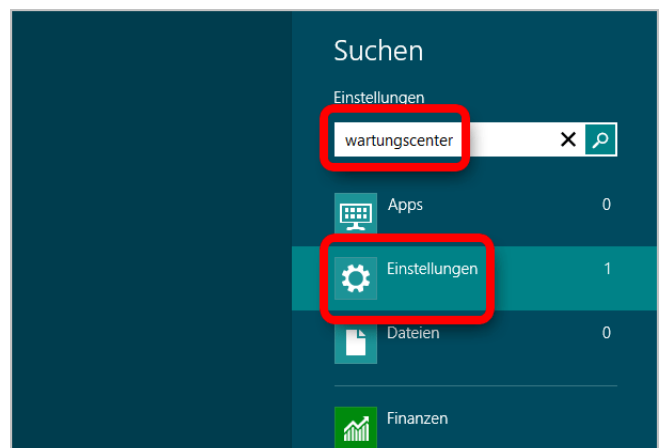 Suchen
Einstellungen
wartungscenter
Apps 0
Einstellungen 1
Dateien 0
Finanzen